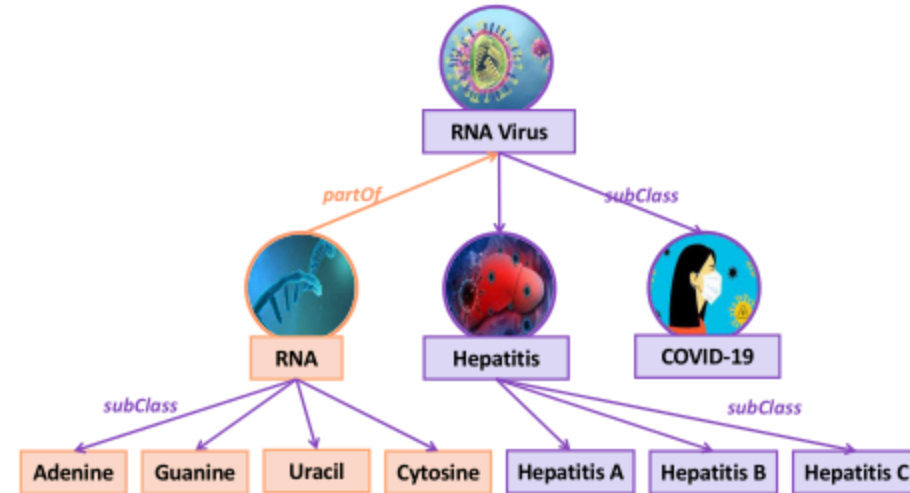 RNA Virus
partOf
subClass
RNA
Hepatitis
COVID-19
subClass
subClass
Adenine
Guanine
Uracil
Cytosine
Hepatitis A
Hepatitis B
Hepatitis C